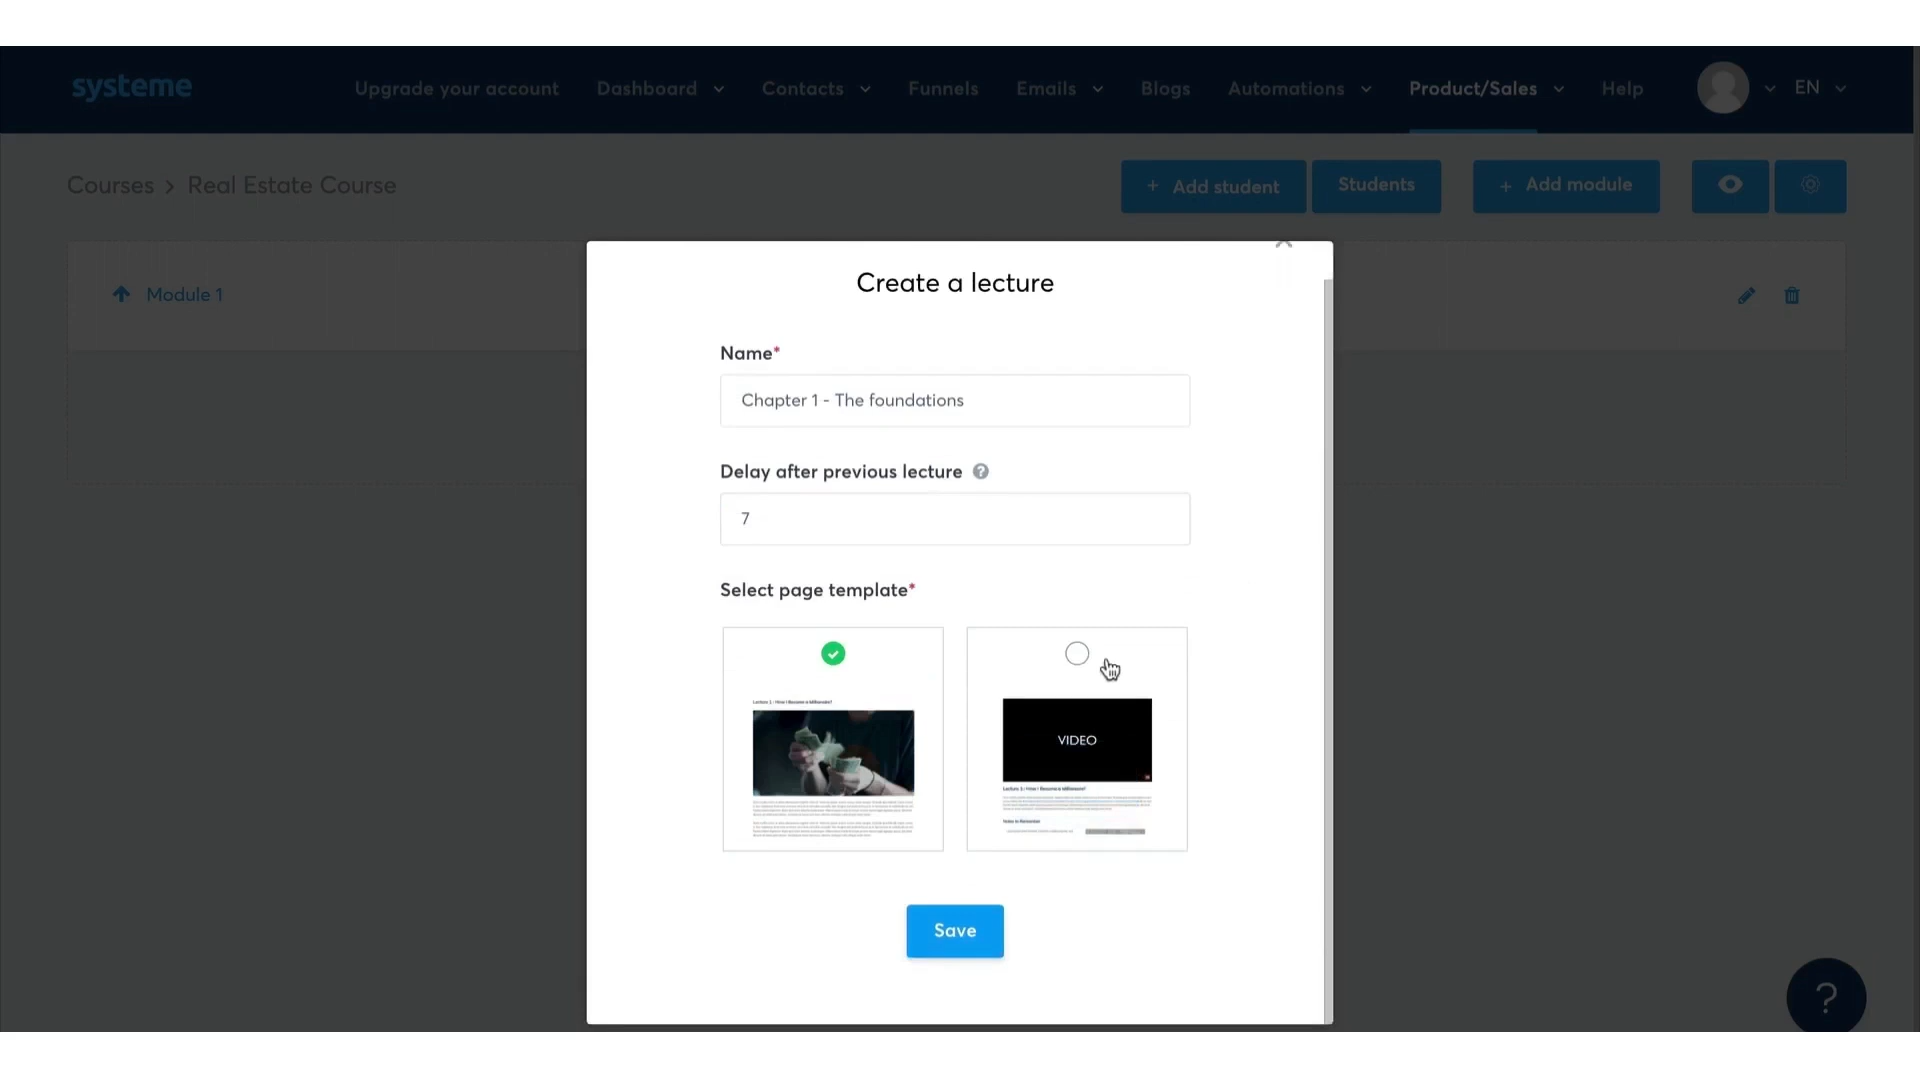 systeme
Upgrade your account Dashboard Contacts Funnels Emails Blogs Automations Product/Sales Help EN
Courses > Real Estate Course
+ Add student
Students
+ Add module
Module 1
Create a lecture
Name*
Chapter 1 - The foundations
Delay after previous lecture ?
7
Select page template*
VIDEO
Save
?